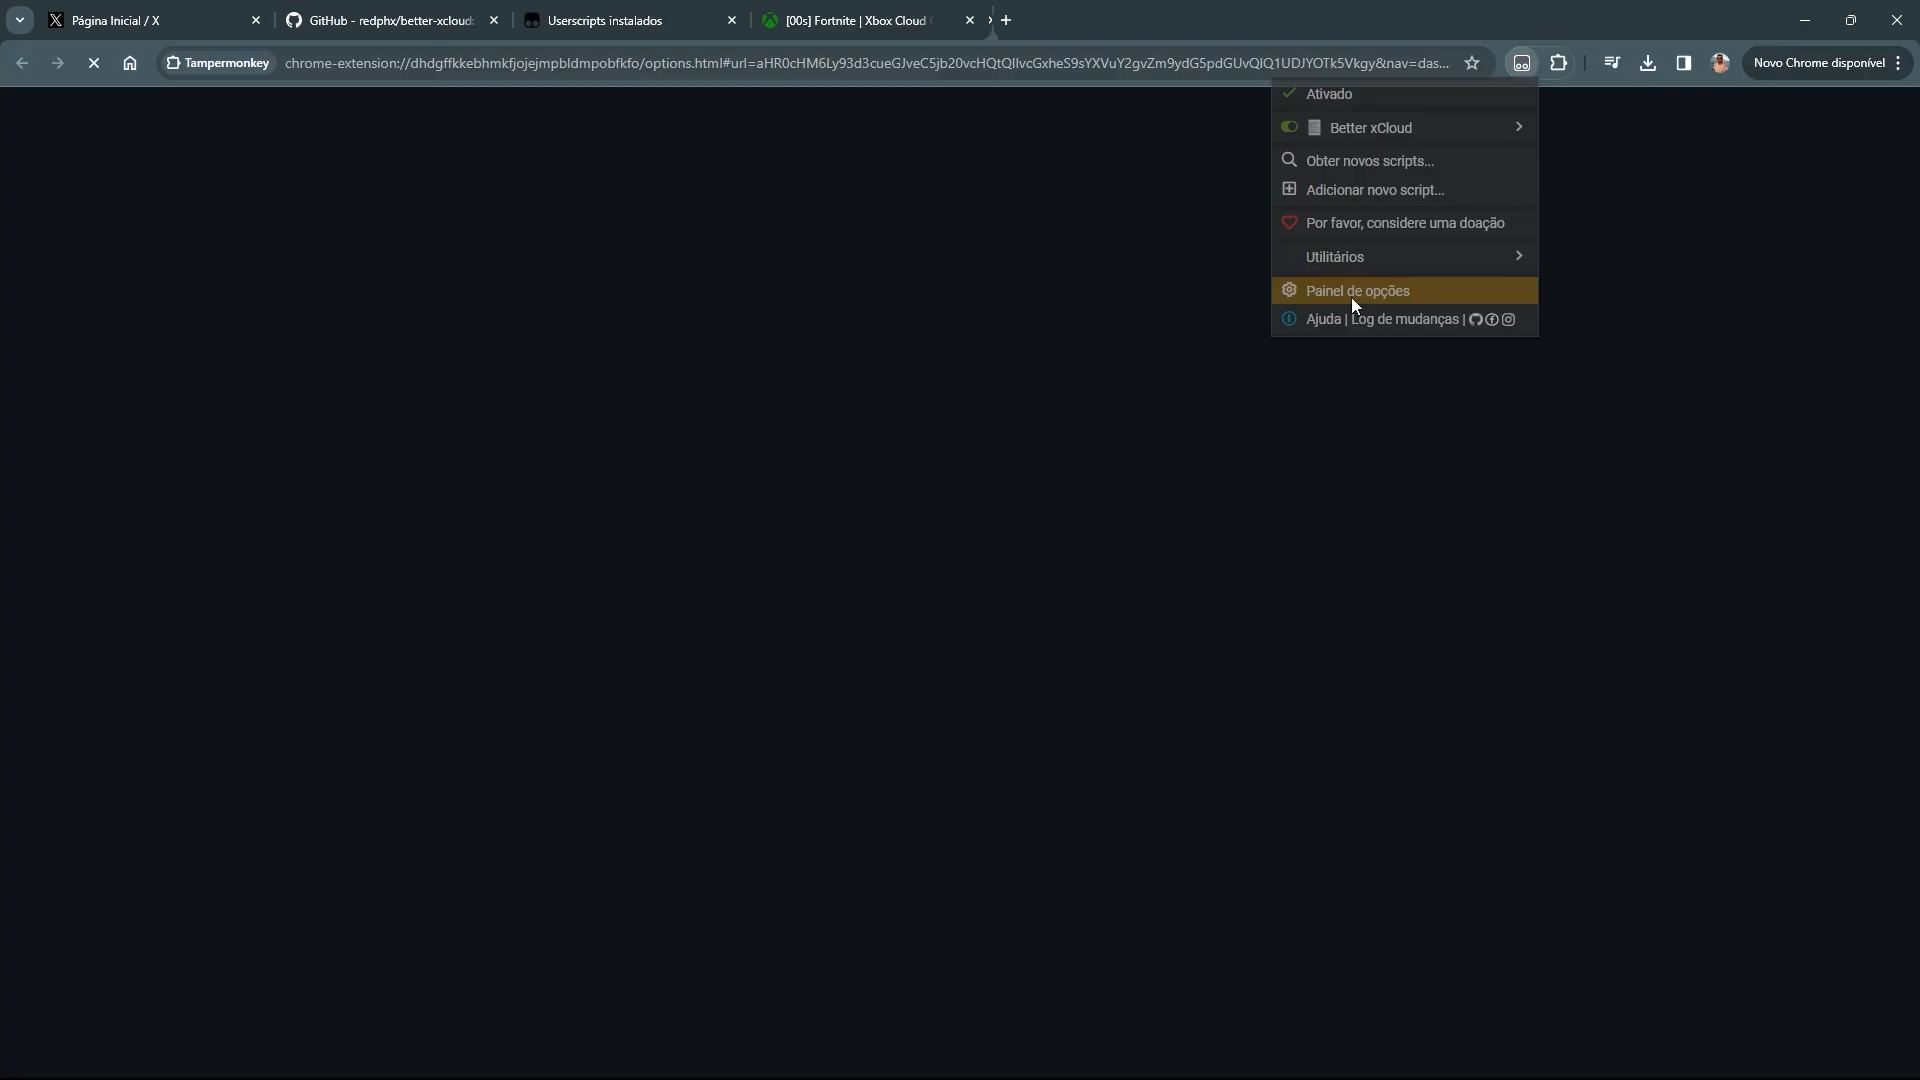 Página Inicial / X
GitHub - redphx/better-xcloud:
Userscripts instalados
[00s] Fortnite | Xbox Cloud
Tampermonkey
chrome-extension://dhdgffkkebhmkfjojejmpbldmpobfkfo/options.html#url=aHR0cHM6Ly93d3cueGJveC5jb20vcHQtQlIvcGxheS9sYXVuY2gvZm9ydG5pdGUvQlQ1UDJYOTk5Vkgy&nav=das...
Novo Chrome disponível
Ativado
Better xCloud
Obter novos scripts...
Adicionar novo script...
Por favor, considere uma doação
Utilitários
Painel de opções
Ajuda | Log de mudanças |